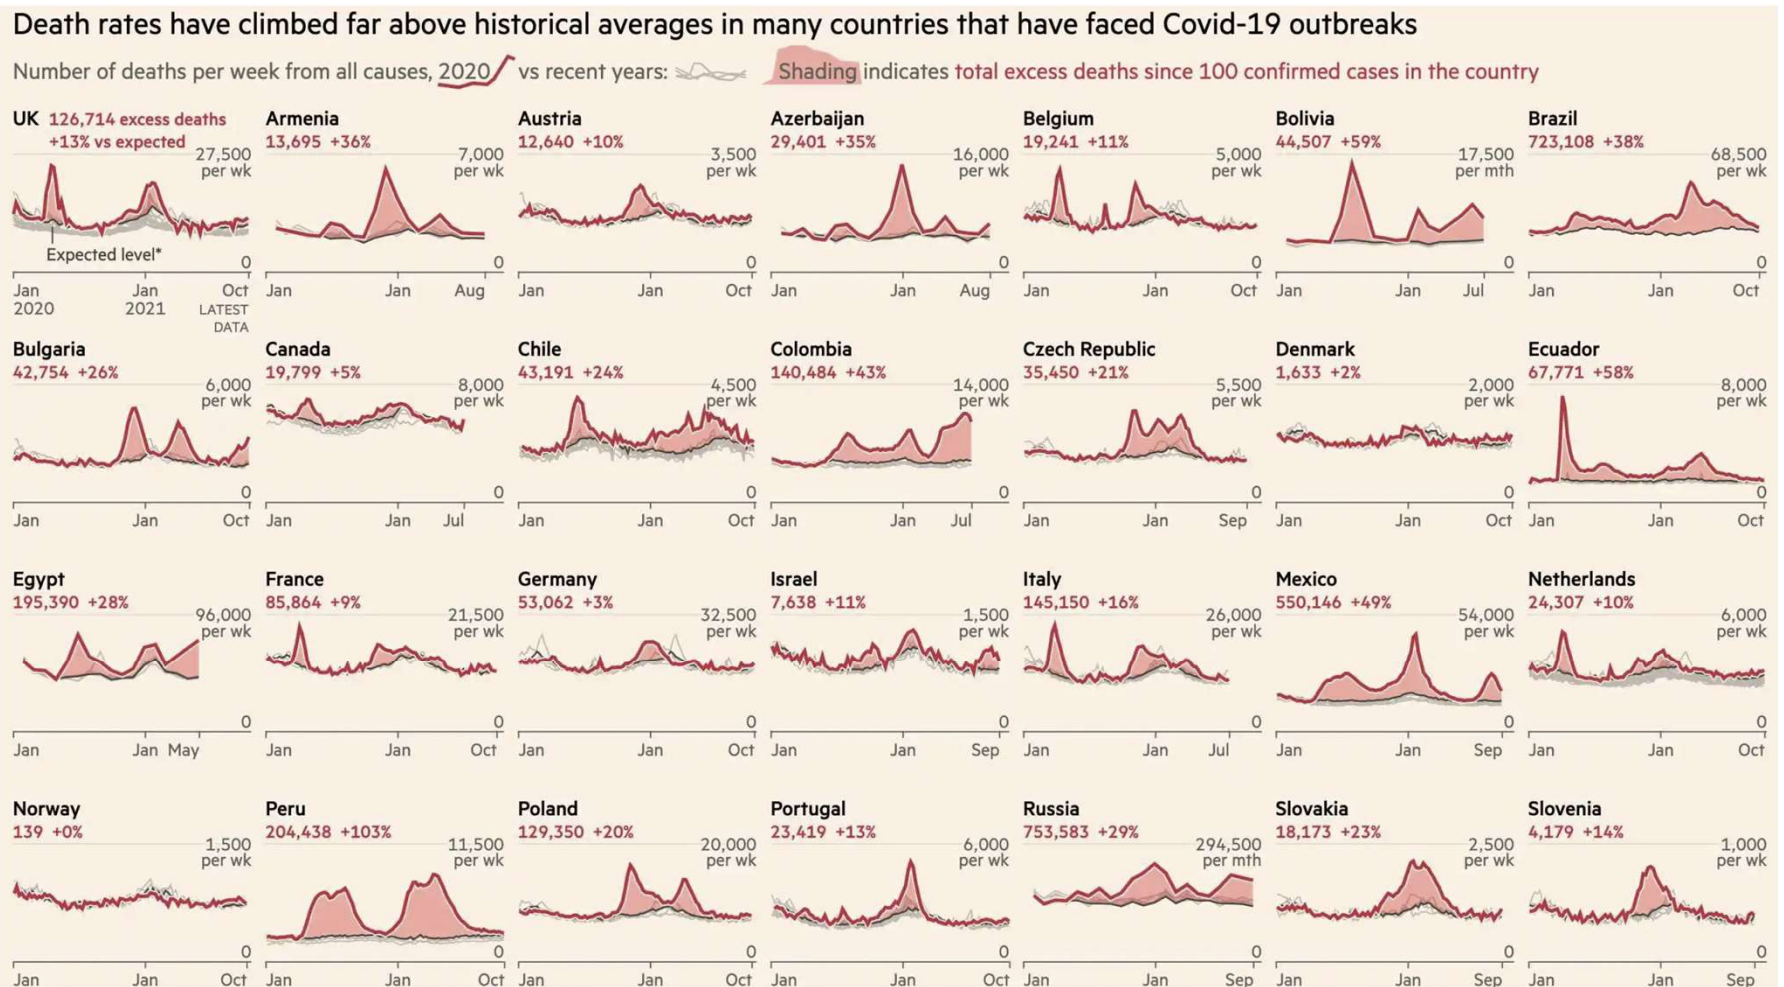 Death rates have climbed far above historical averages in many countries that have faced Covid-19 outbreaks
Number of deaths per week from all causes, 2020 vs recent years: Shading indicates total excess deaths since 100 confirmed cases in the country
UK 126,714 excess deaths
+13% vs expected
27,500
per wk
Expected level*
0
Jan Jan Oct
2020 2021 LATEST
DATA
Armenia
13,695 +36%
7,000
per wk
0
Jan Jan Aug
Austria
12,640 +10%
3,500
per wk
0
Jan Jan Oct
Azerbaijan
29,401 +35%
16,000
per wk
0
Jan Jan Aug
Belgium
19,241 +11%
5,000
per wk
0
Jan Jan Oct
Bolivia
44,507 +59%
17,500
per mth
0
Jan Jan Jul
Brazil
723,108 +38%
68,500
per wk
0
Jan Jan Oct
Bulgaria
42,754 +26%
6,000
per wk
0
Jan Jan Oct
Canada
19,799 +5%
8,000
per wk
0
Jan Jan Jul
Chile
43,191 +24%
4,500
per wk
0
Jan Jan Oct
Colombia
140,484 +43%
14,000
per wk
0
Jan Jan Jul
Czech Republic
35,450 +21%
5,500
per wk
0
Jan Jan Sep
Denmark
1,633 +2%
2,000
per wk
0
Jan Jan Oct
Ecuador
67,771 +58%
8,000
per wk
0
Jan Jan Oct
Egypt
195,390 +28%
96,000
per wk
0
Jan Jan May
France
85,864 +9%
21,500
per wk
0
Jan Jan Oct
Germany
53,062 +3%
32,500
per wk
0
Jan Jan Oct
Israel
7,638 +11%
1,500
per wk
0
Jan Jan Sep
Italy
145,150 +16%
26,000
per wk
0
Jan Jan Jul
Mexico
550,146 +49%
54,000
per wk
0
Jan Jan Sep
Netherlands
24,307 +10%
6,000
per wk
0
Jan Jan Oct
Norway
139 +0%
1,500
per wk
0
Jan Jan Oct
Peru
204,438 +103%
11,500
per wk
0
Jan Jan Oct
Poland
129,350 +20%
20,000
per wk
0
Jan Jan Oct
Portugal
23,419 +13%
6,000
per wk
0
Jan Jan Oct
Russia
753,583 +29%
294,500
per mth
0
Jan Jan Sep
Slovakia
18,173 +23%
2,500
per wk
0
Jan Jan Sep
Slovenia
4,179 +14%
1,000
per wk
0
Jan Jan Sep